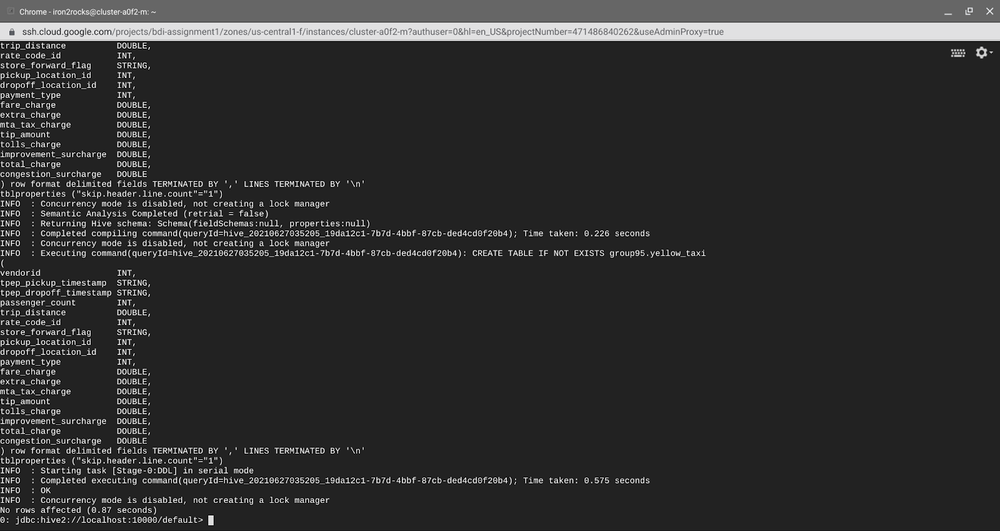 Chrome - iron2rocks@cluster-a0f2-m: ~
ssh.cloud.google.com/projects/bdi-assignment1/zones/us-central1-f/instances/cluster-a0f2-m?authuser=0&hl=en_US&projectNumber=471486840262&useAdminProxy=true
trip_distance          DOUBLE,
rate_code_id           INT,
store_forward_flag     STRING,
pickup_location_id     INT,
dropoff_location_id    INT,
payment_type           INT,
fare_charge            DOUBLE,
extra_charge           DOUBLE,
mta_tax_charge         DOUBLE,
tip_amount             DOUBLE,
tolls_charge           DOUBLE,
improvement_surcharge  DOUBLE,
total_charge           DOUBLE,
congestion_surcharge   DOUBLE
) row format delimited fields TERMINATED BY ',' LINES TERMINATED BY '\n'
tblproperties ("skip.header.line.count"="1")
INFO  : Concurrency mode is disabled, not creating a lock manager
INFO  : Semantic Analysis Completed (retrial = false)
INFO  : Returning Hive schema: Schema(fieldSchemas:null, properties:null)
INFO  : Completed compiling command(queryId=hive_20210627035205_19da12c1-7b7d-4bbf-87cb-ded4cd0f20b4); Time taken: 0.226 seconds
INFO  : Concurrency mode is disabled, not creating a lock manager
INFO  : Executing command(queryId=hive_20210627035205_19da12c1-7b7d-4bbf-87cb-ded4cd0f20b4): CREATE TABLE IF NOT EXISTS group95.yellow_taxi
(
vendorid               INT,
tpep_pickup_timestamp  STRING,
tpep_dropoff_timestamp STRING,
passenger_count        INT,
trip_distance          DOUBLE,
rate_code_id           INT,
store_forward_flag     STRING,
pickup_location_id     INT,
dropoff_location_id    INT,
payment_type           INT,
fare_charge            DOUBLE,
extra_charge           DOUBLE,
mta_tax_charge         DOUBLE,
tip_amount             DOUBLE,
tolls_charge           DOUBLE,
improvement_surcharge  DOUBLE,
total_charge           DOUBLE,
congestion_surcharge   DOUBLE
) row format delimited fields TERMINATED BY ',' LINES TERMINATED BY '\n'
tblproperties ("skip.header.line.count"="1")
INFO  : Starting task [Stage-0:DDL] in serial mode
INFO  : Completed executing command(queryId=hive_20210627035205_19da12c1-7b7d-4bbf-87cb-ded4cd0f20b4); Time taken: 0.575 seconds
INFO  : OK
INFO  : Concurrency mode is disabled, not creating a lock manager
No rows affected (0.87 seconds)
0: jdbc:hive2://localhost:10000/default>